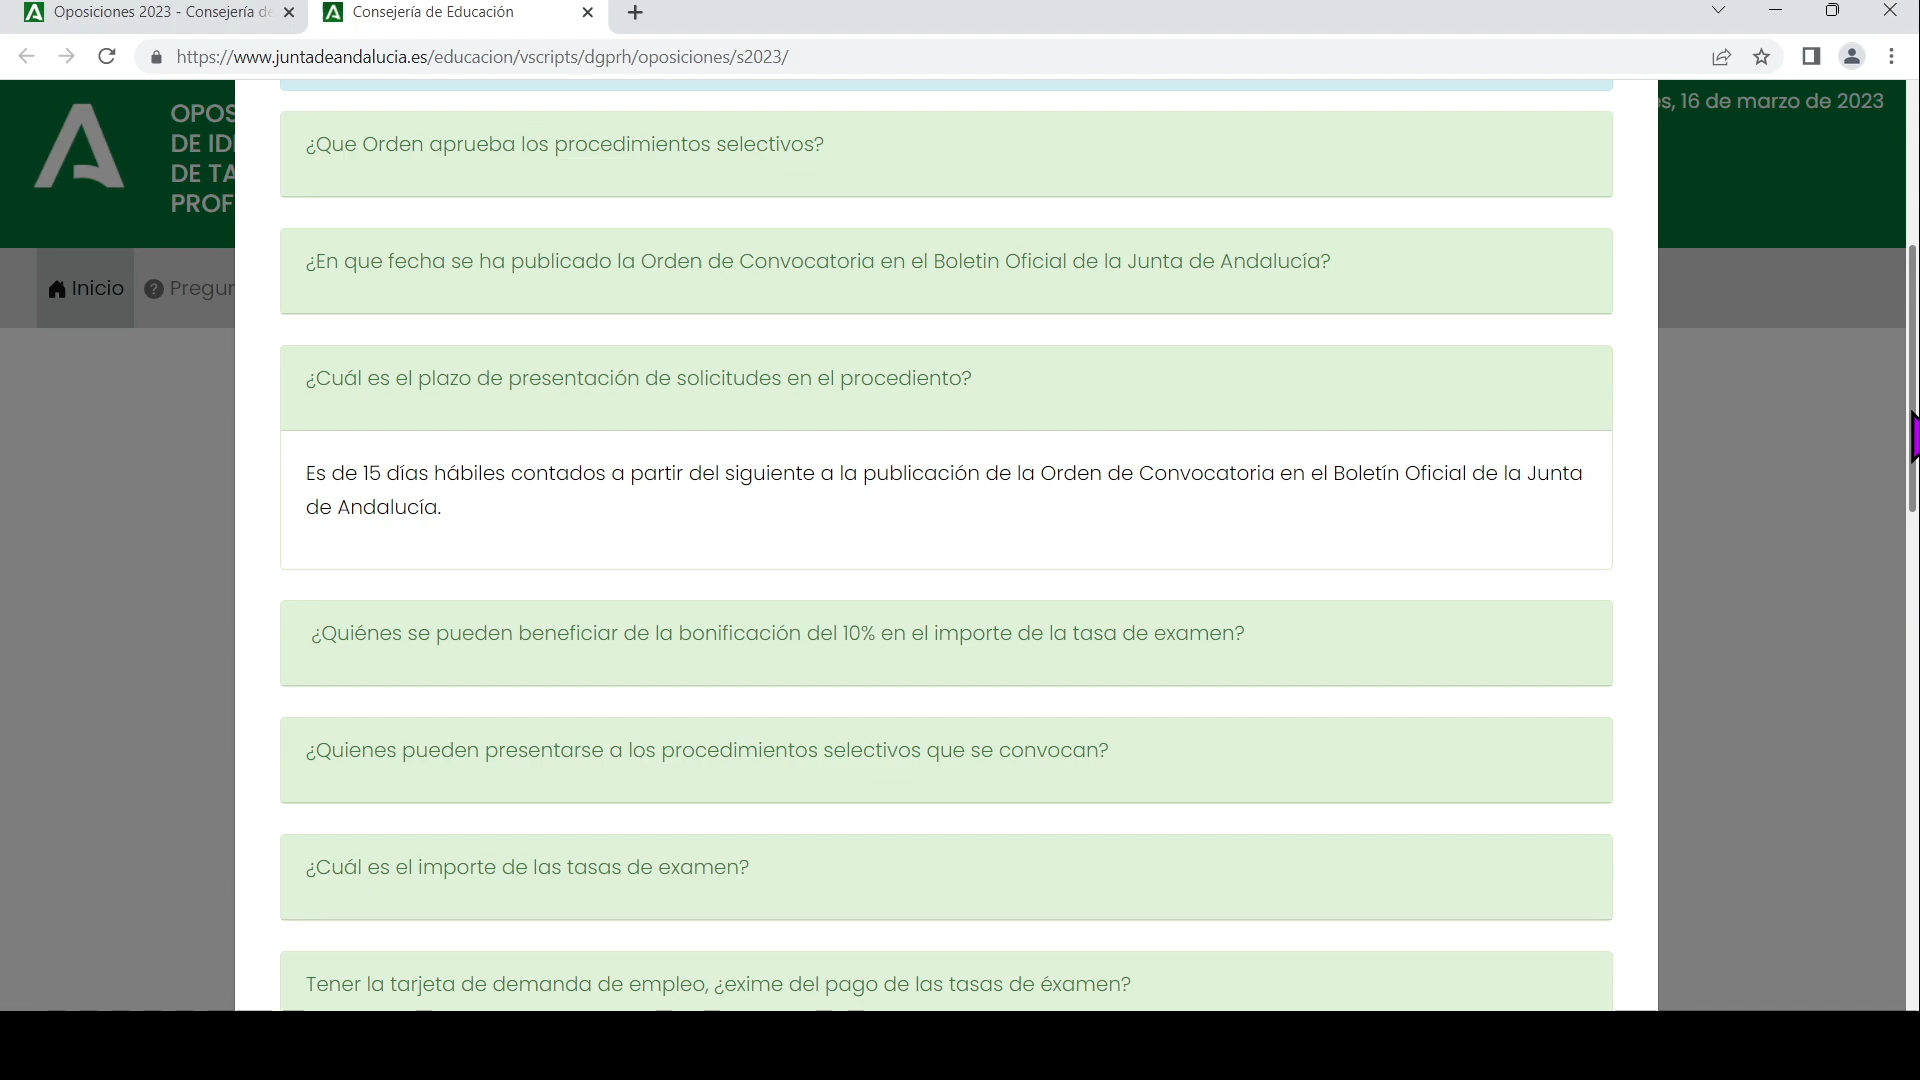 Oposiciones 2023 - Consejería de
Consejería de Educación
https://www.juntadeandalucia.es/educacion/vscripts/dgprh/oposiciones/s2023/
OPOS
DE IDI
DE TA
PROF
es, 16 de marzo de 2023
Inicio
Pregun
¿Que Orden aprueba los procedimientos selectivos?
¿En que fecha se ha publicado la Orden de Convocatoria en el Boletin Oficial de la Junta de Andalucía?
¿Cuál es el plazo de presentación de solicitudes en el procediento?
Es de 15 días hábiles contados a partir del siguiente a la publicación de la Orden de Convocatoria en el Boletín Oficial de la Junta
de Andalucía.
¿Quiénes se pueden beneficiar de la bonificación del 10% en el importe de la tasa de examen?
¿Quienes pueden presentarse a los procedimientos selectivos que se convocan?
¿Cuál es el importe de las tasas de examen?
Tener la tarjeta de demanda de empleo, ¿exime del pago de las tasas de éxamen?